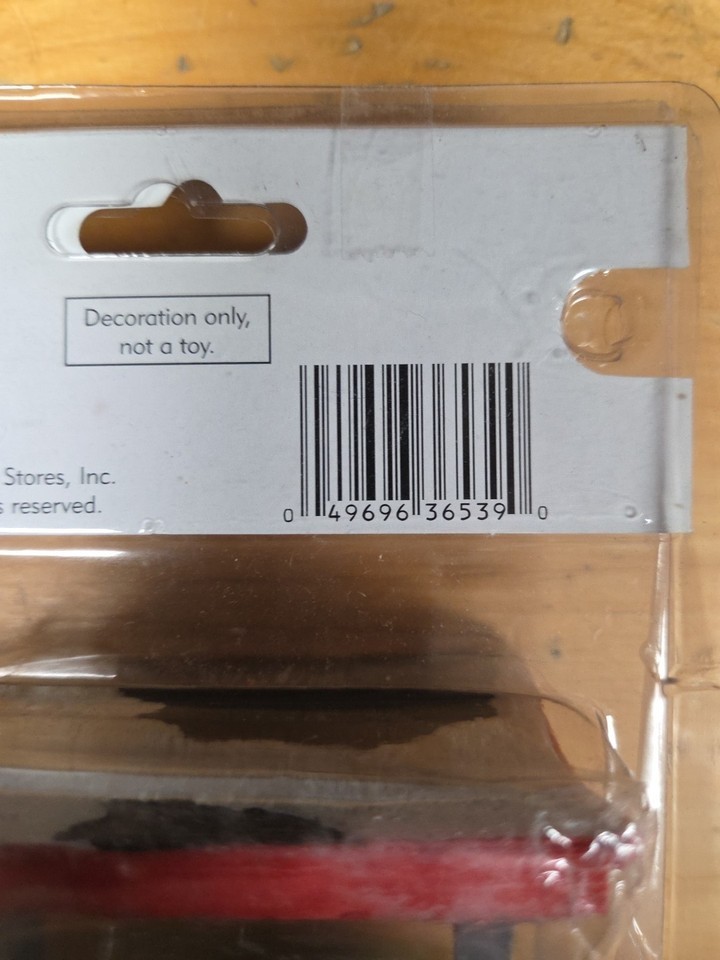 Decoration only,
not a toy.
Stores, Inc.
s reserved.
0 49696 36539 0